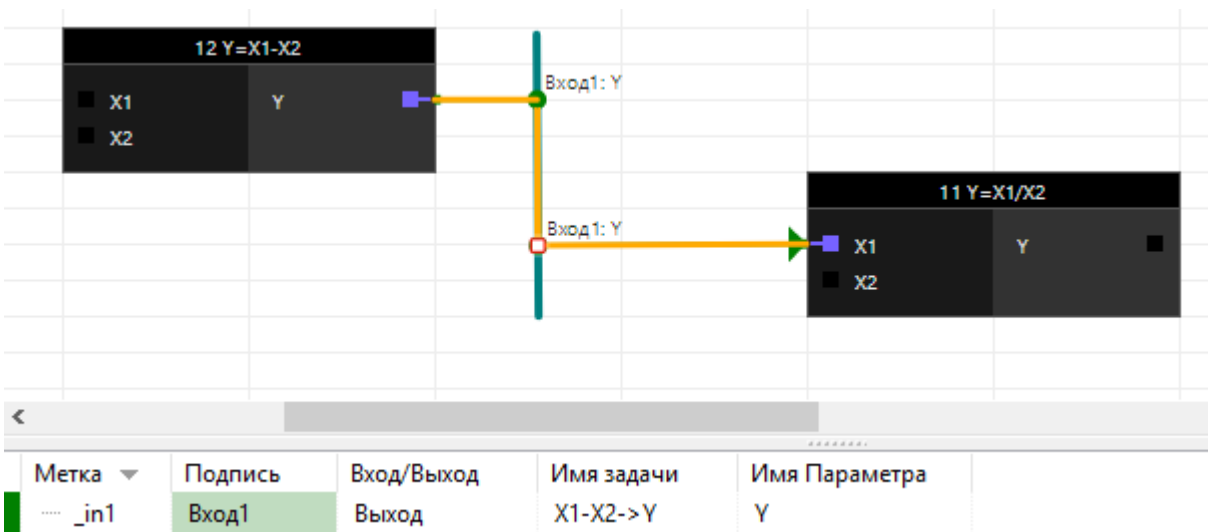 12 Y=X1-X2
X1 Y
X2
Вход1: Y
Вход1: Y
11 Y=X1/X2
X1 Y
X2
Метка Подпись Вход/Выход Имя задачи Имя Параметра
_in1 Вход1 Выход X1-X2->Y Y